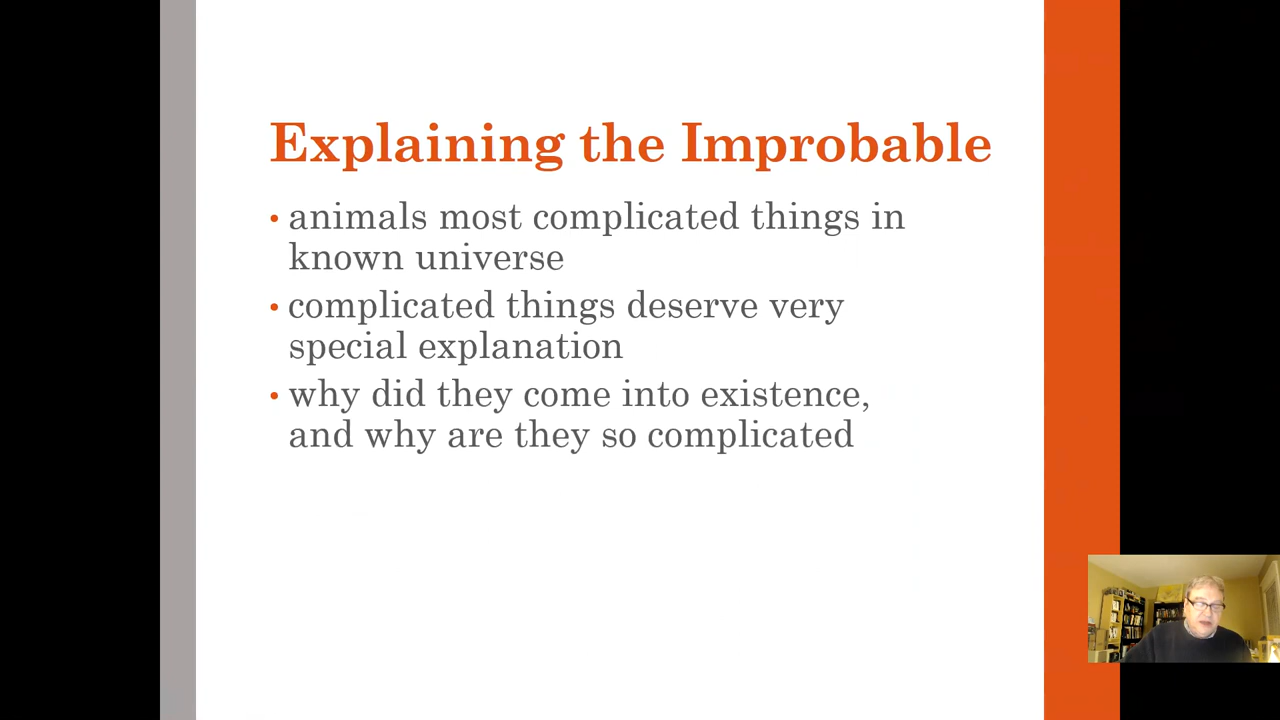 Explaining the Improbable
• animals most complicated things in
known universe
• complicated things deserve very
special explanation
• why did they come into existence,
and why are they so complicated